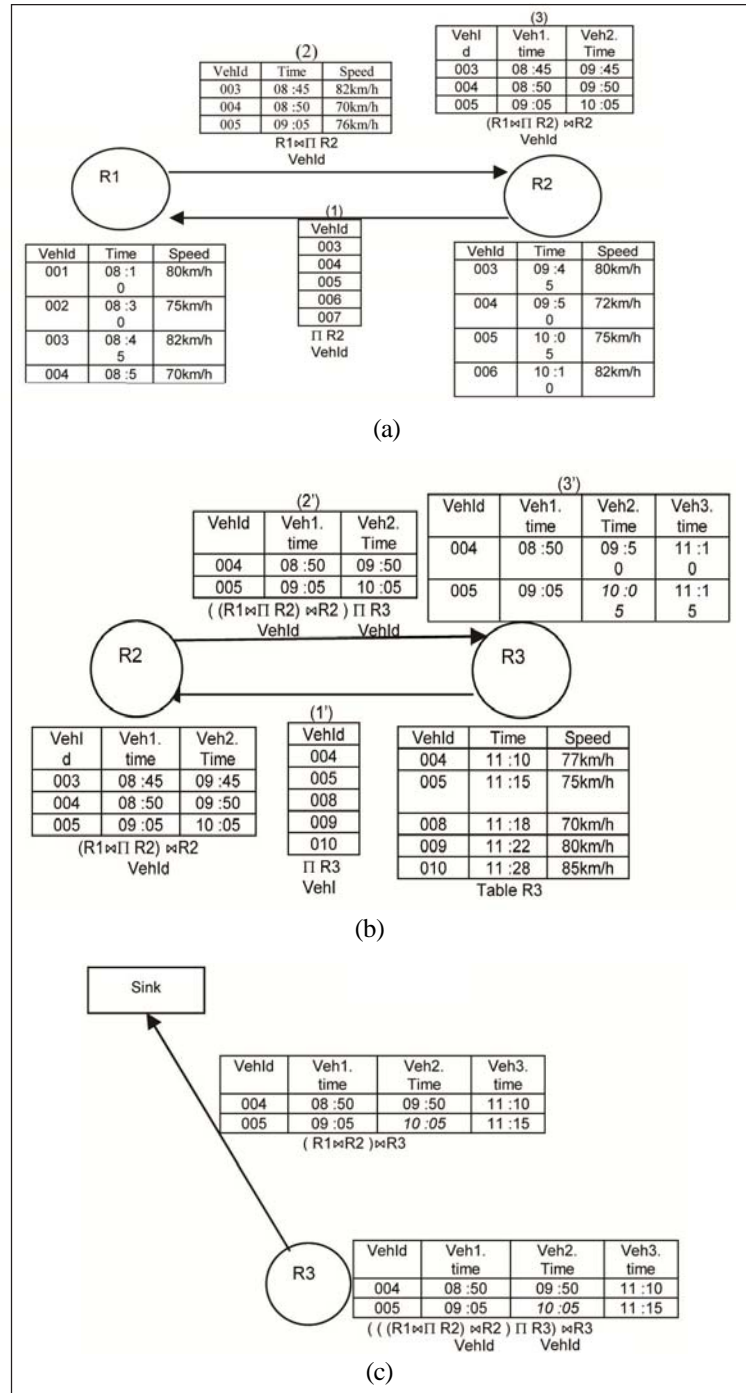 (2)
VehId Time Speed
003 08 :45 82km/h
004 08 :50 70km/h
005 09 :05 76km/h
R1⋈Π R2
VehId
(3)
VehI
d Veh1.
time Veh2.
Time
003 08 :45 09 :45
004 08 :50 09 :50
005 09 :05 10 :05
(R1⋈Π R2) ⋈R2
VehId
R1
R2
(1)
VehId
003
004
005
006
007
Π R2
VehId
VehId Time Speed
001 08 :1
0 80km/h
002 08 :3
0 75km/h
003 08 :4
5 82km/h
004 08 :5 70km/h
VehId Time Speed
003 09 :4
5 80km/h
004 09 :5
0 72km/h
005 10 :0
5 75km/h
006 10 :1
0 82km/h
(a)
(2')
VehId Veh1.
time Veh2.
Time
004 08 :50 09 :50
005 09 :05 10 :05
( (R1⋈Π R2) ⋈R2 ) Π R3
VehId VehId
(3')
VehId Veh1.
time Veh2.
Time Veh3.
time
004 08 :50 09 :5
0 11 :1
0
005 09 :05 10 :0
5 11 :1
5
R2
R3
VehI
d Veh1.
time Veh2.
Time
003 08 :45 09 :45
004 08 :50 09 :50
005 09 :05 10 :05
(R1⋈Π R2) ⋈R2
VehId
(1')
VehId
004
005
008
009
010
Π R3
VehI
VehId Time Speed
004 11 :10 77km/h
005 11 :15 75km/h
008 11 :18 70km/h
009 11 :22 80km/h
010 11 :28 85km/h
Table R3
(b)
Sink
VehId Veh1.
time Veh2.
Time Veh3.
time
004 08 :50 09 :50 11 :10
005 09 :05 10 :05 11 :15
( R1⋈R2 )⋈R3
R3
VehId Veh1.
time Veh2.
Time Veh3.
time
004 08 :50 09 :50 11 :10
005 09 :05 10 :05 11 :15
( ( (R1⋈Π R2) ⋈R2 ) Π R3) ⋈R3
VehId VehId
(c)